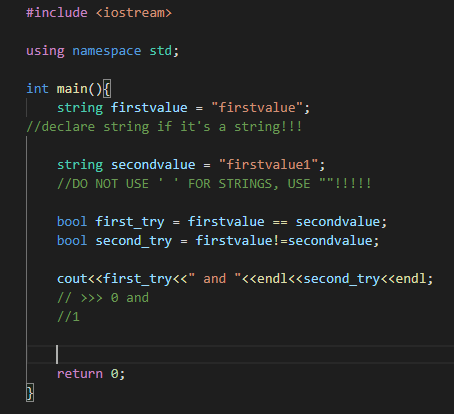 #include <iostream>
using namespace std;
int main(){
string firstvalue = "firstvalue";
//declare string if it's a string!!!
string secondvalue = "firstvalue1";
//DO NOT USE ' ' FOR STRINGS, USE ""!!!!!
bool first_try = firstvalue == secondvalue;
bool second_try = firstvalue!=secondvalue;
cout<<first_try<<" and "<<endl<<second_try<<endl;
// >>> 0 and
//1
return 0;
}